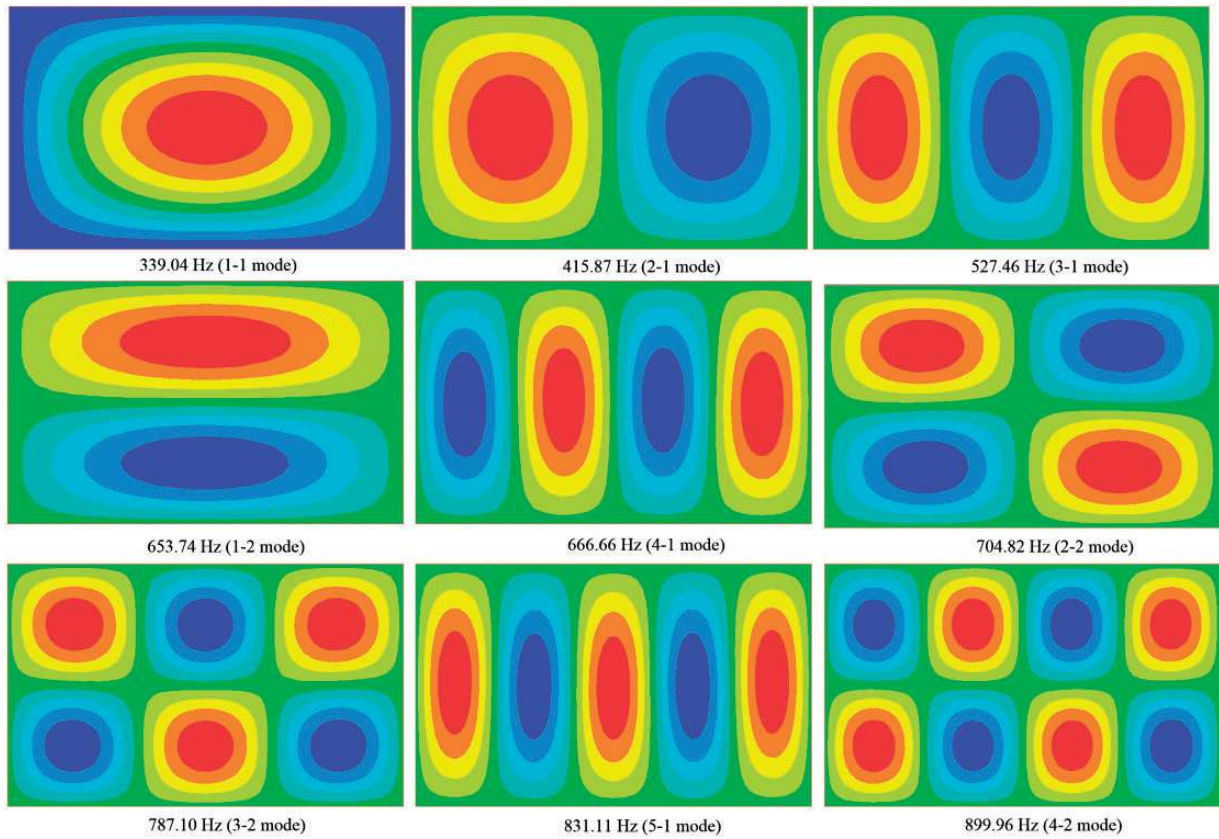 339.04 Hz (1-1 mode)
415.87 Hz (2-1 mode)
527.46 Hz (3-1 mode)
653.74 Hz (1-2 mode)
666.66 Hz (4-1 mode)
704.82 Hz (2-2 mode)
787.10 Hz (3-2 mode)
831.11 Hz (5-1 mode)
899.96 Hz (4-2 mode)